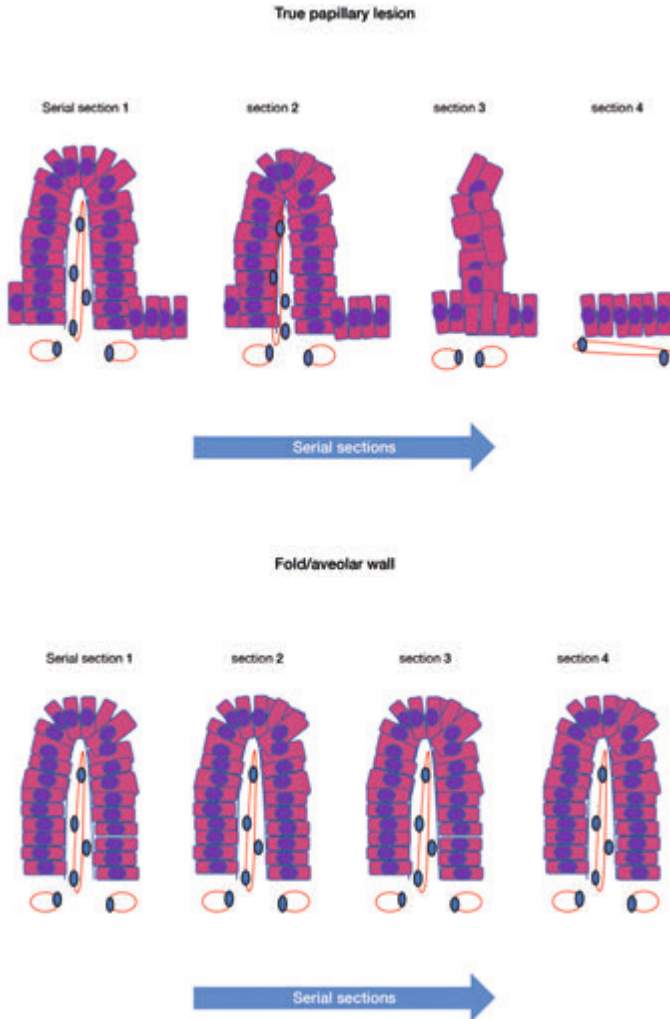 True papillary lesion
Serial section 1 section 2 section 3 section 4
Serial sections
Fold/aveolar wall
Serial section 1 section 2 section 3 section 4
Serial sections